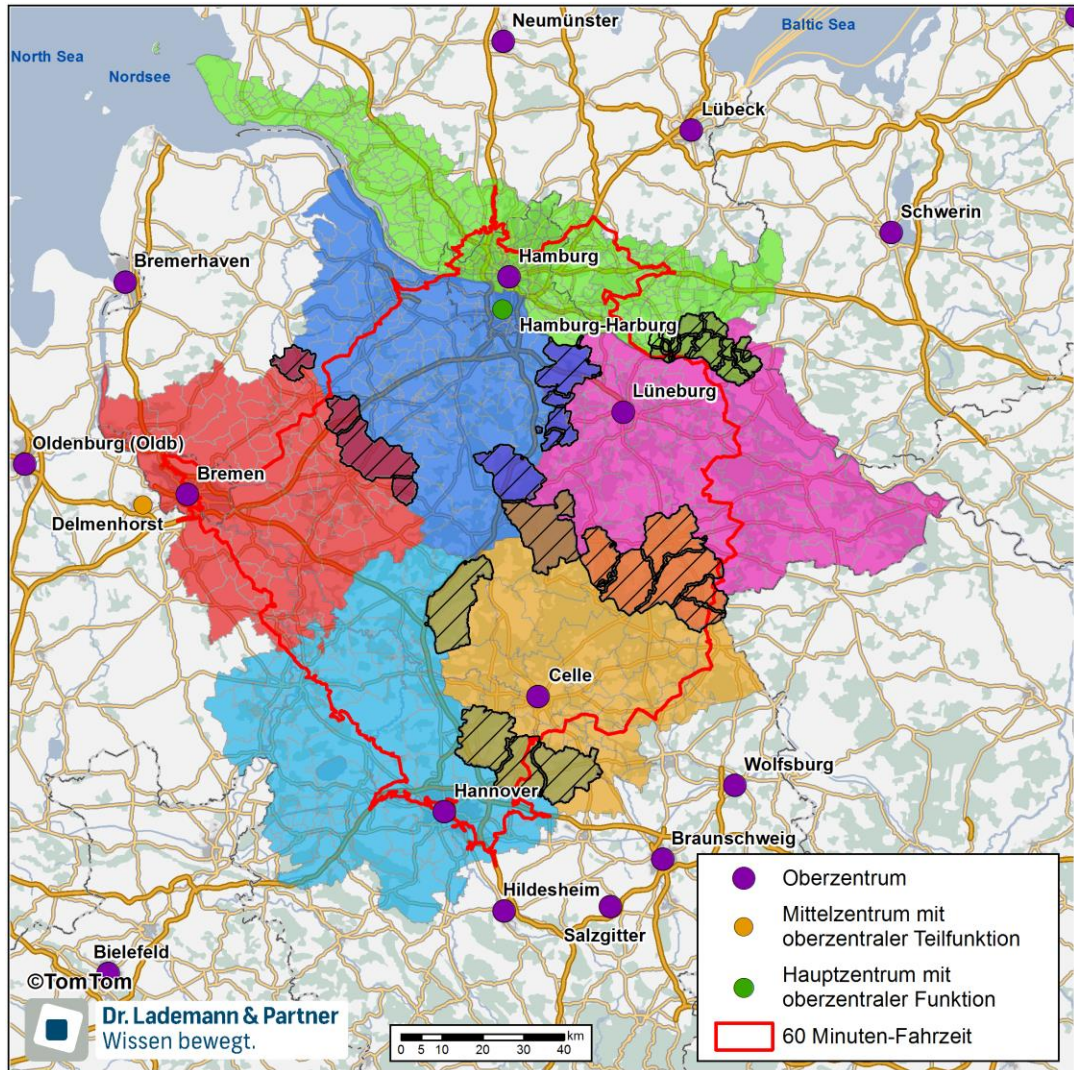 Neumünster
Baltic Sea
North Sea
Nordsee
Lübeck
Schwerin
Hamburg
Bremerhaven
Hamburg-Harburg
Lüneburg
Oldenburg (Oldb)
Bremen
Delmenhorst
Celle
Wolfsburg
Hannover
Braunschweig
Hildesheim
Salzgitter
Bielefeld
©TomTom
Dr. Lademann & Partner
Wissen bewegt.
km
0 5 10 20 30 40
Oberzentrum
Mittelzentrum mit
oberzentraler Teilfunktion
Hauptzentrum mit
oberzentraler Funktion
60 Minuten-Fahrzeit